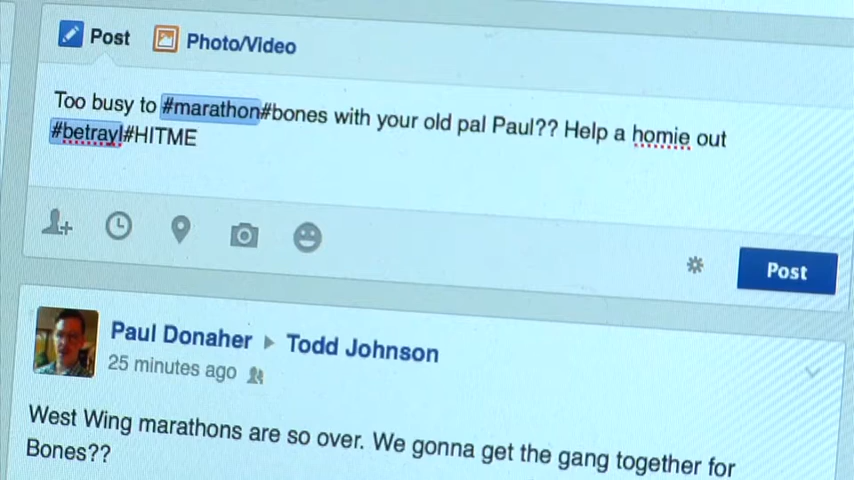 Post Photo/Video
Too busy to #marathon#bones with your old pal Paul?? Help a homie out
#betrayl#HITME
Post
Paul Donaher ▸ Todd Johnson
25 minutes ago
West Wing marathons are so over. We gonna get the gang together for
Bones??